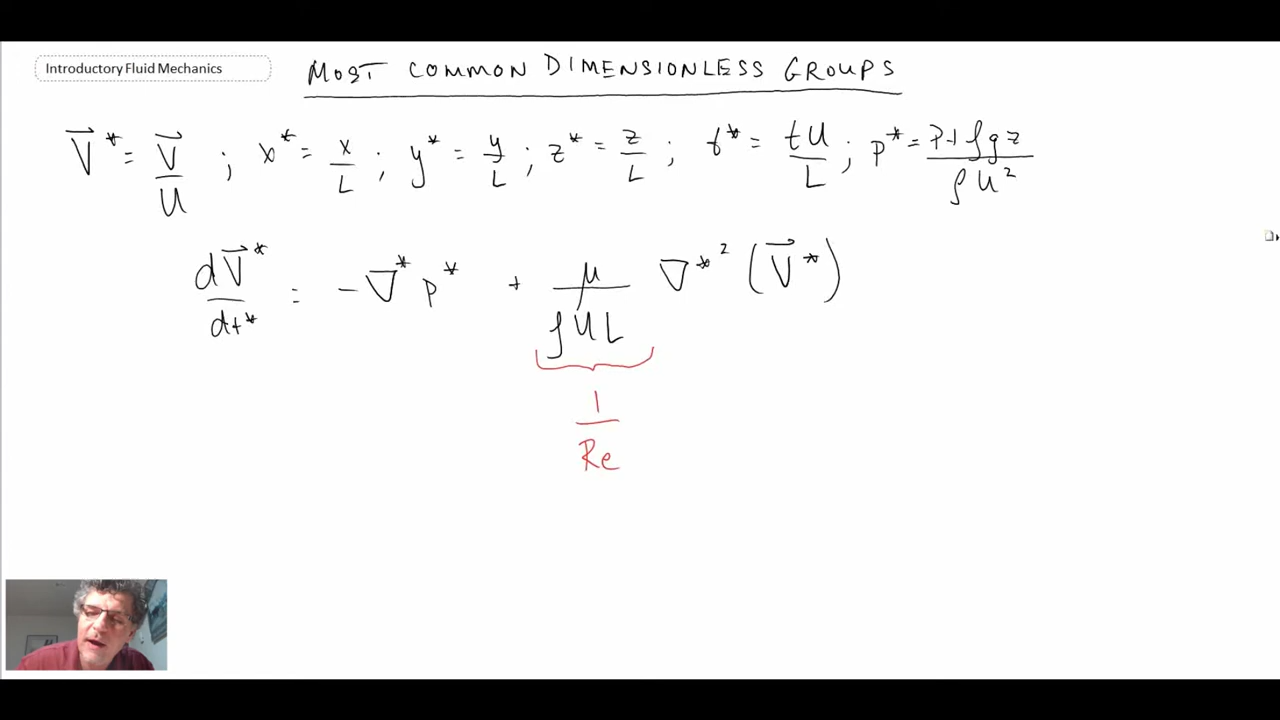 Introductory Fluid Mechanics
MOST COMMON DIMENSIONLESS GROUPS
V⃗* = V⃗/U ; x* = x/L ; y* = y/L ; z* = z/L ; t* = tU/L ; p* = (p+ρgz)/(ρU²)
dV⃗*/dt* = -∇*p* + μ/(ρUL) ∇*²(V⃗*)
1/Re